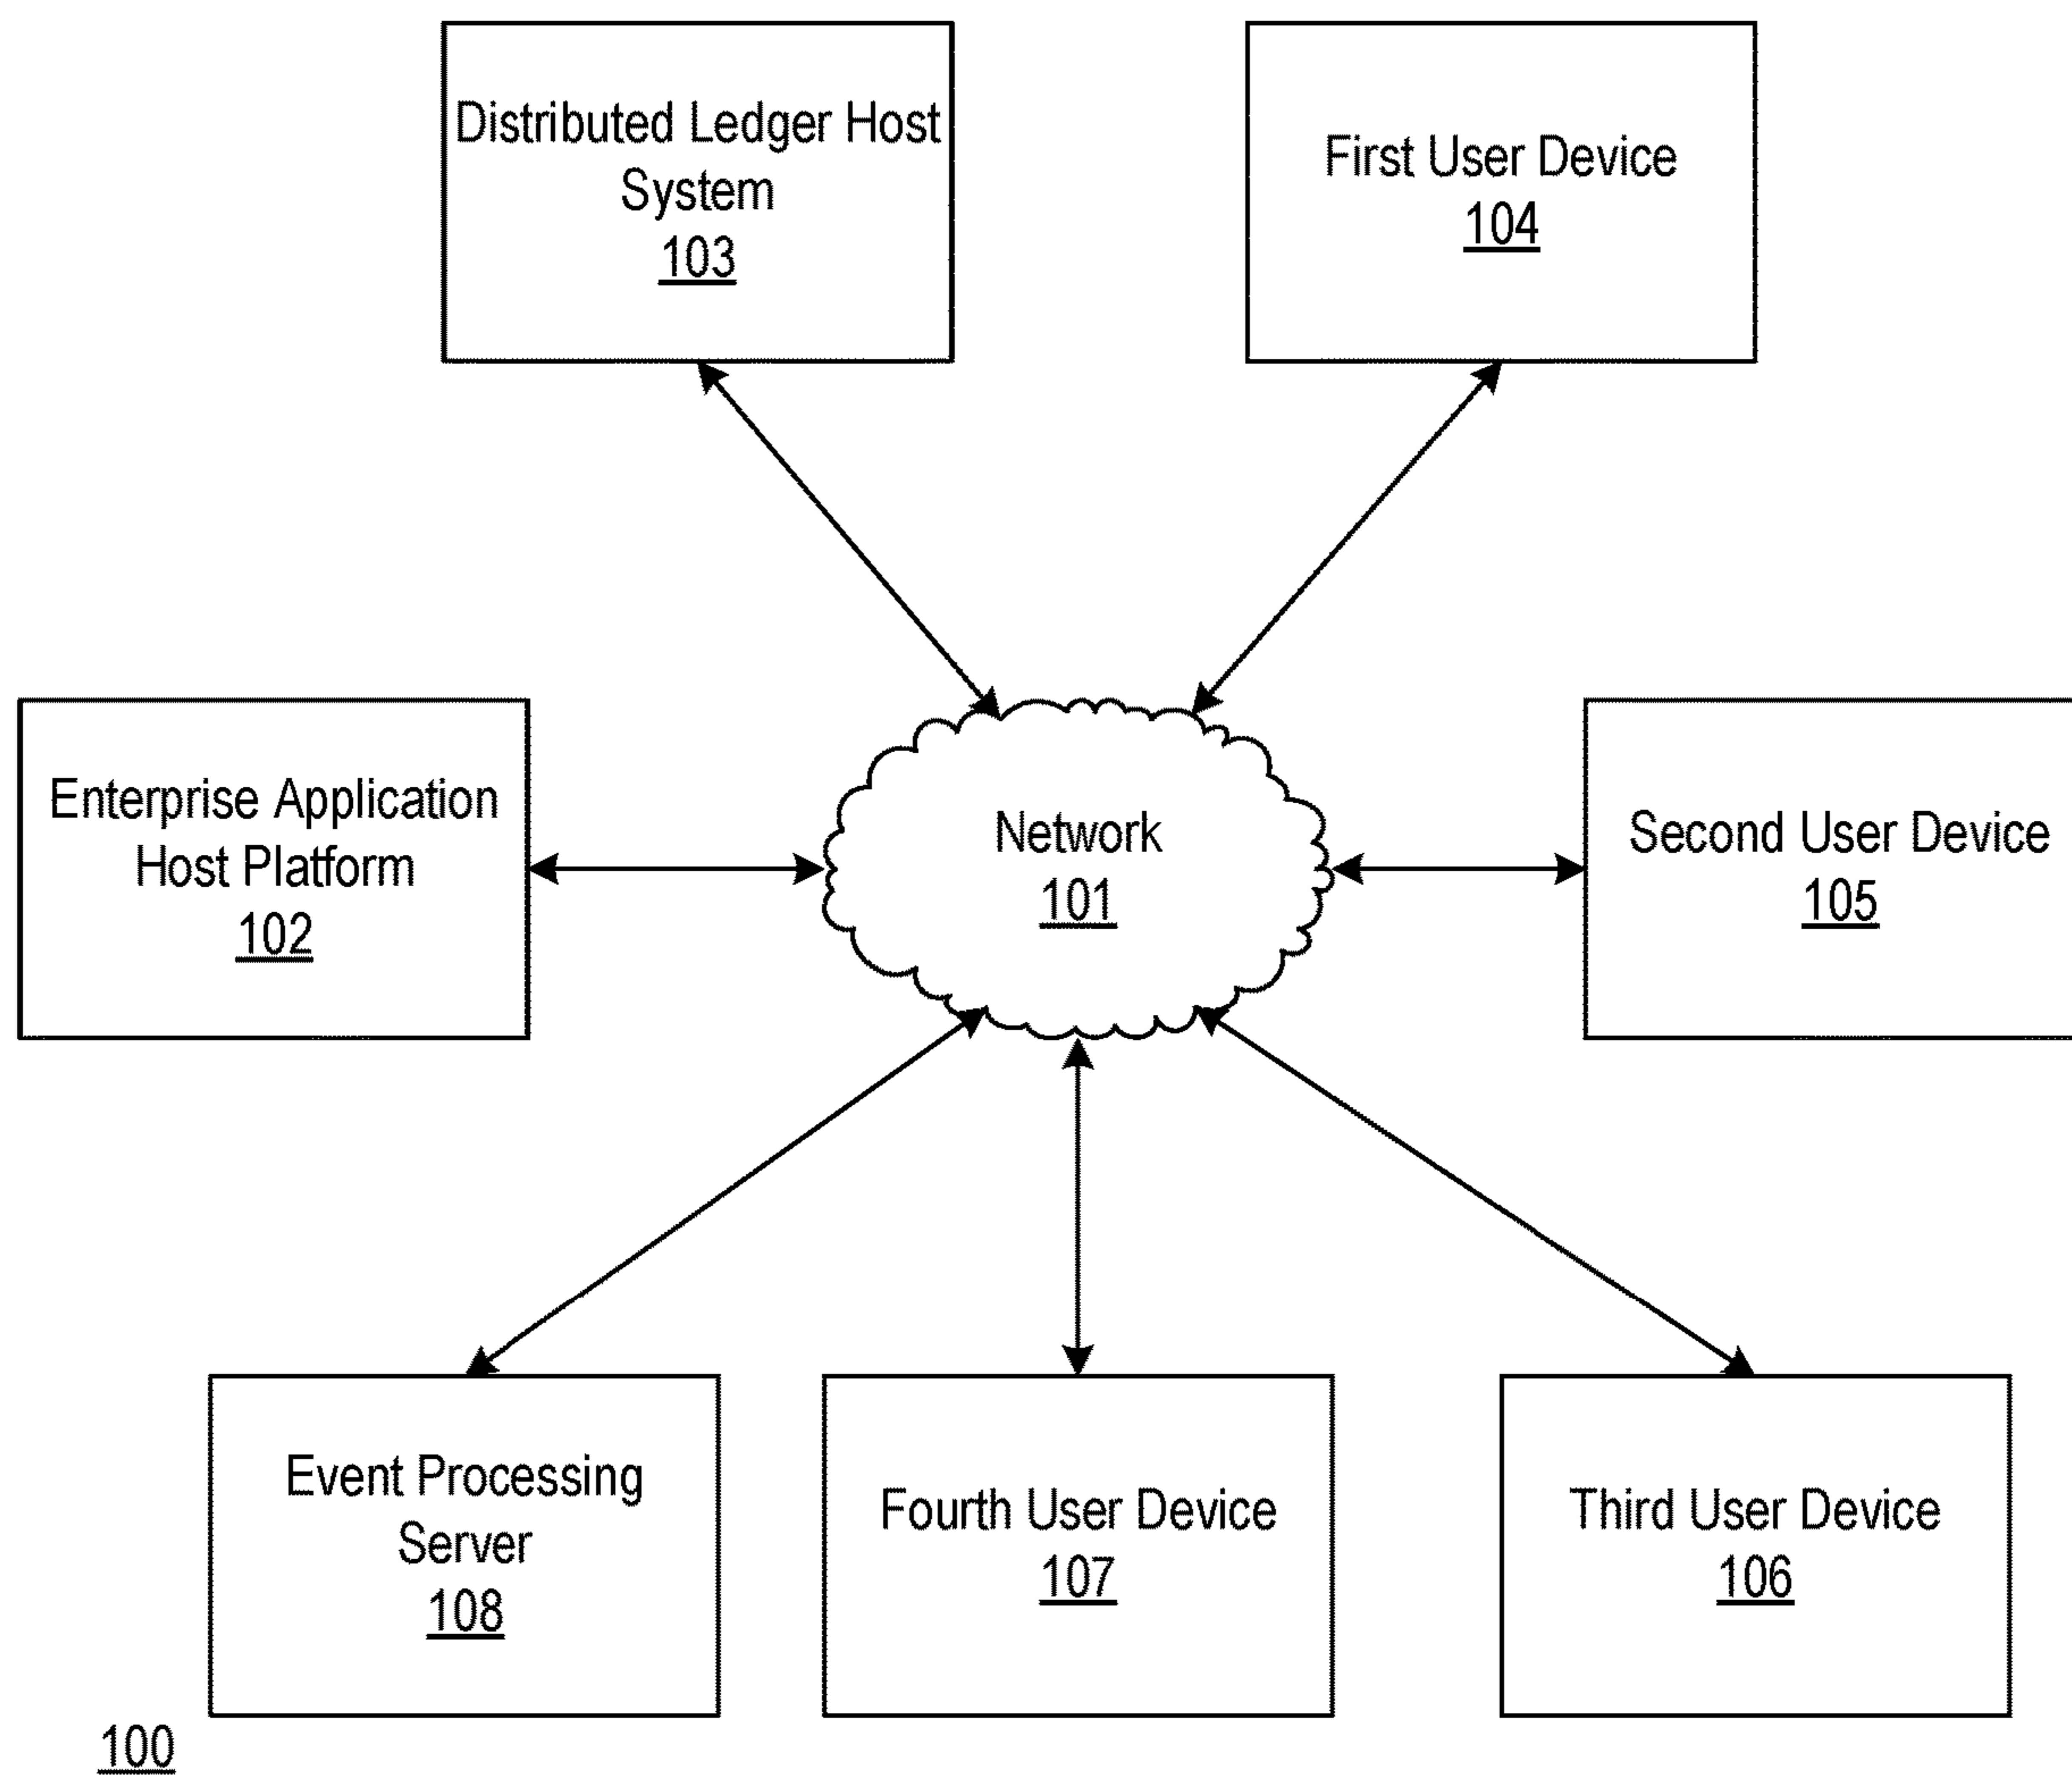 Distributed Ledger Host
System
103
First User Device
104
Enterprise Application
Host Platform
102
Network
101
Second User Device
105
Event Processing
Server
108
Fourth User Device
107
Third User Device
106
100